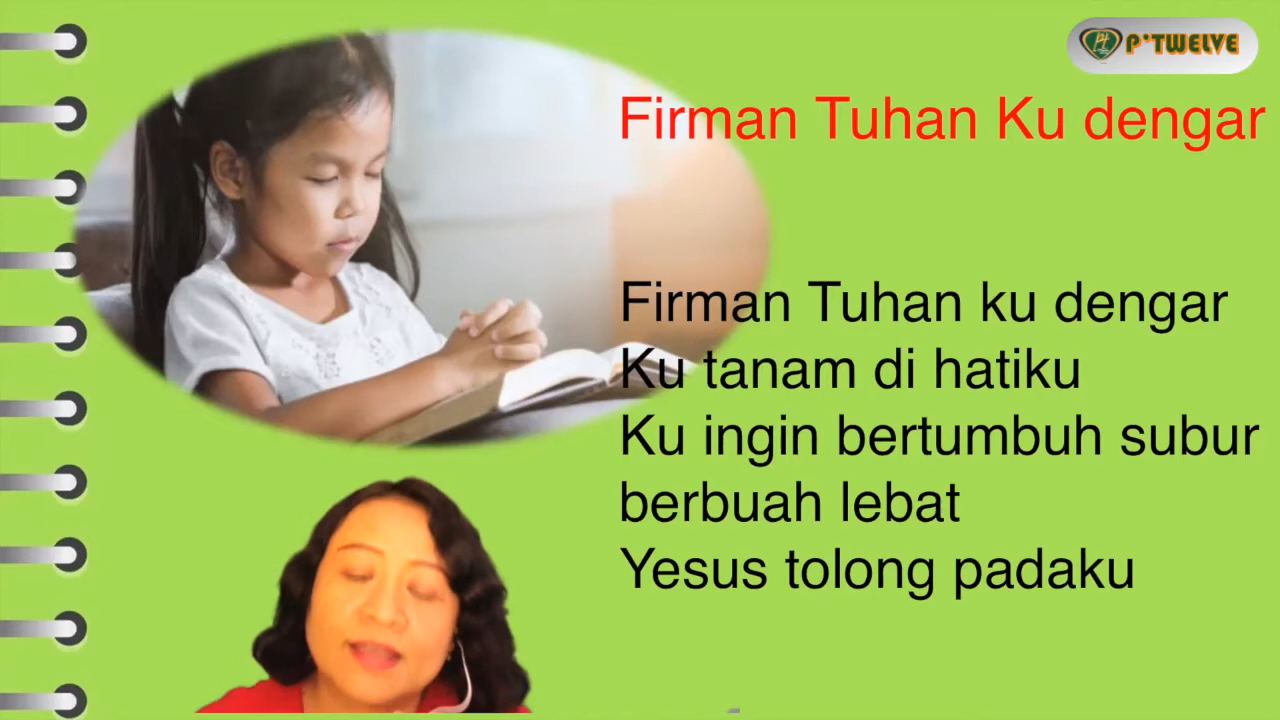 P'TWELVE
Firman Tuhan Ku dengar
Firman Tuhan ku dengar
Ku tanam di hatiku
Ku ingin bertumbuh subur
berbuah lebat
Yesus tolong padaku